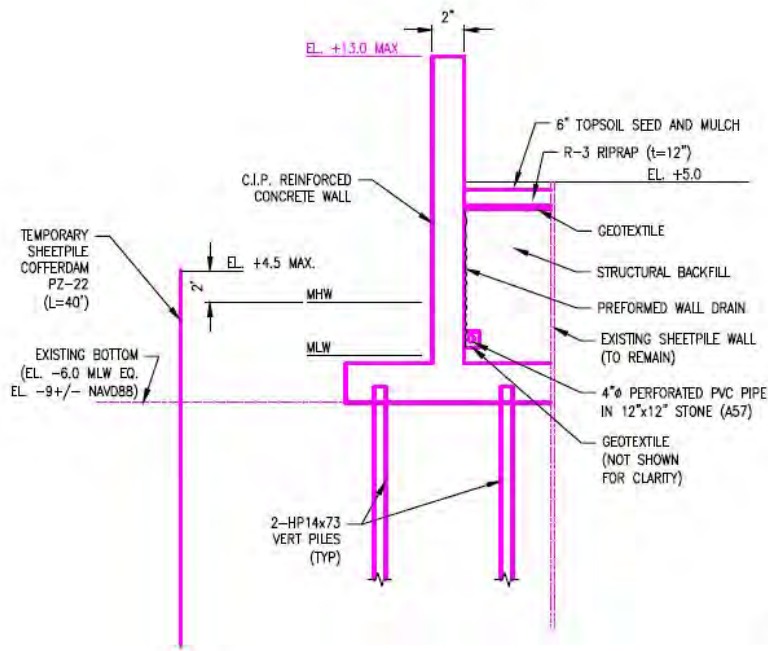 2"
EL. +13.0 MAX
6" TOPSOIL SEED AND MULCH
R-3 RIPRAP (t=12")
EL. +5.0
C.I.P. REINFORCED
CONCRETE WALL
GEOTEXTILE
TEMPORARY
SHEETPILE
COFFERDAM
PZ-22
(L=40')
EL. +4.5 MAX.
2'
STRUCTURAL BACKFILL
MHW
PREFORMED WALL DRAIN
MLW
EXISTING SHEETPILE WALL
(TO REMAIN)
EXISTING BOTTOM
(EL. -6.0 MLW EQ.
EL. -9+/- NAVD88)
4"ø PERFORATED PVC PIPE
IN 12"x12" STONE (A57)
GEOTEXTILE
(NOT SHOWN
FOR CLARITY)
2-HP14x73
VERT PILES
(TYP)